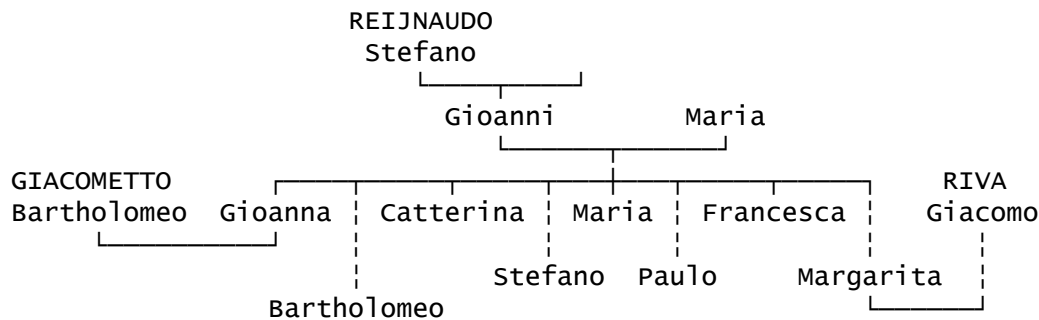 REIJNAUDO
Stefano
Gioanni Maria
GIACOMETTO RIVA
Bartholomeo Gioanna Catterina Maria Francesca Giacomo
Stefano Paulo Margarita
Bartholomeo